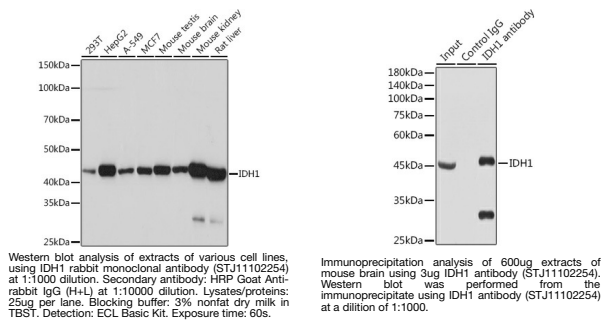 293T
HepG2
A-549
MCF7
Mouse testis
Mouse brain
Mouse kidney
Rat liver
150kDa
100kDa
70kDa
50kDa
40kDa
35kDa
25kDa
IDH1
Western blot analysis of extracts of various cell lines,
using IDH1 rabbit monoclonal antibody (STJ11102254)
at 1:1000 dilution. Secondary antibody: HRP Goat Anti-
rabbit IgG (H+L) at 1:10000 dilution. Lysates/proteins:
25ug per lane. Blocking buffer: 3% nonfat dry milk in
TBST. Detection: ECL Basic Kit. Exposure time: 60s.
Input
Control IgG
IDH1 antibody
180kDa
140kDa
100kDa
75kDa
60kDa
45kDa
35kDa
25kDa
IDH1
Immunoprecipitation analysis of 600ug extracts of
mouse brain using 3ug IDH1 antibody (STJ11102254).
Western blot was performed from the
immunoprecipitate using IDH1 antibody (STJ11102254)
at a dilition of 1:1000.